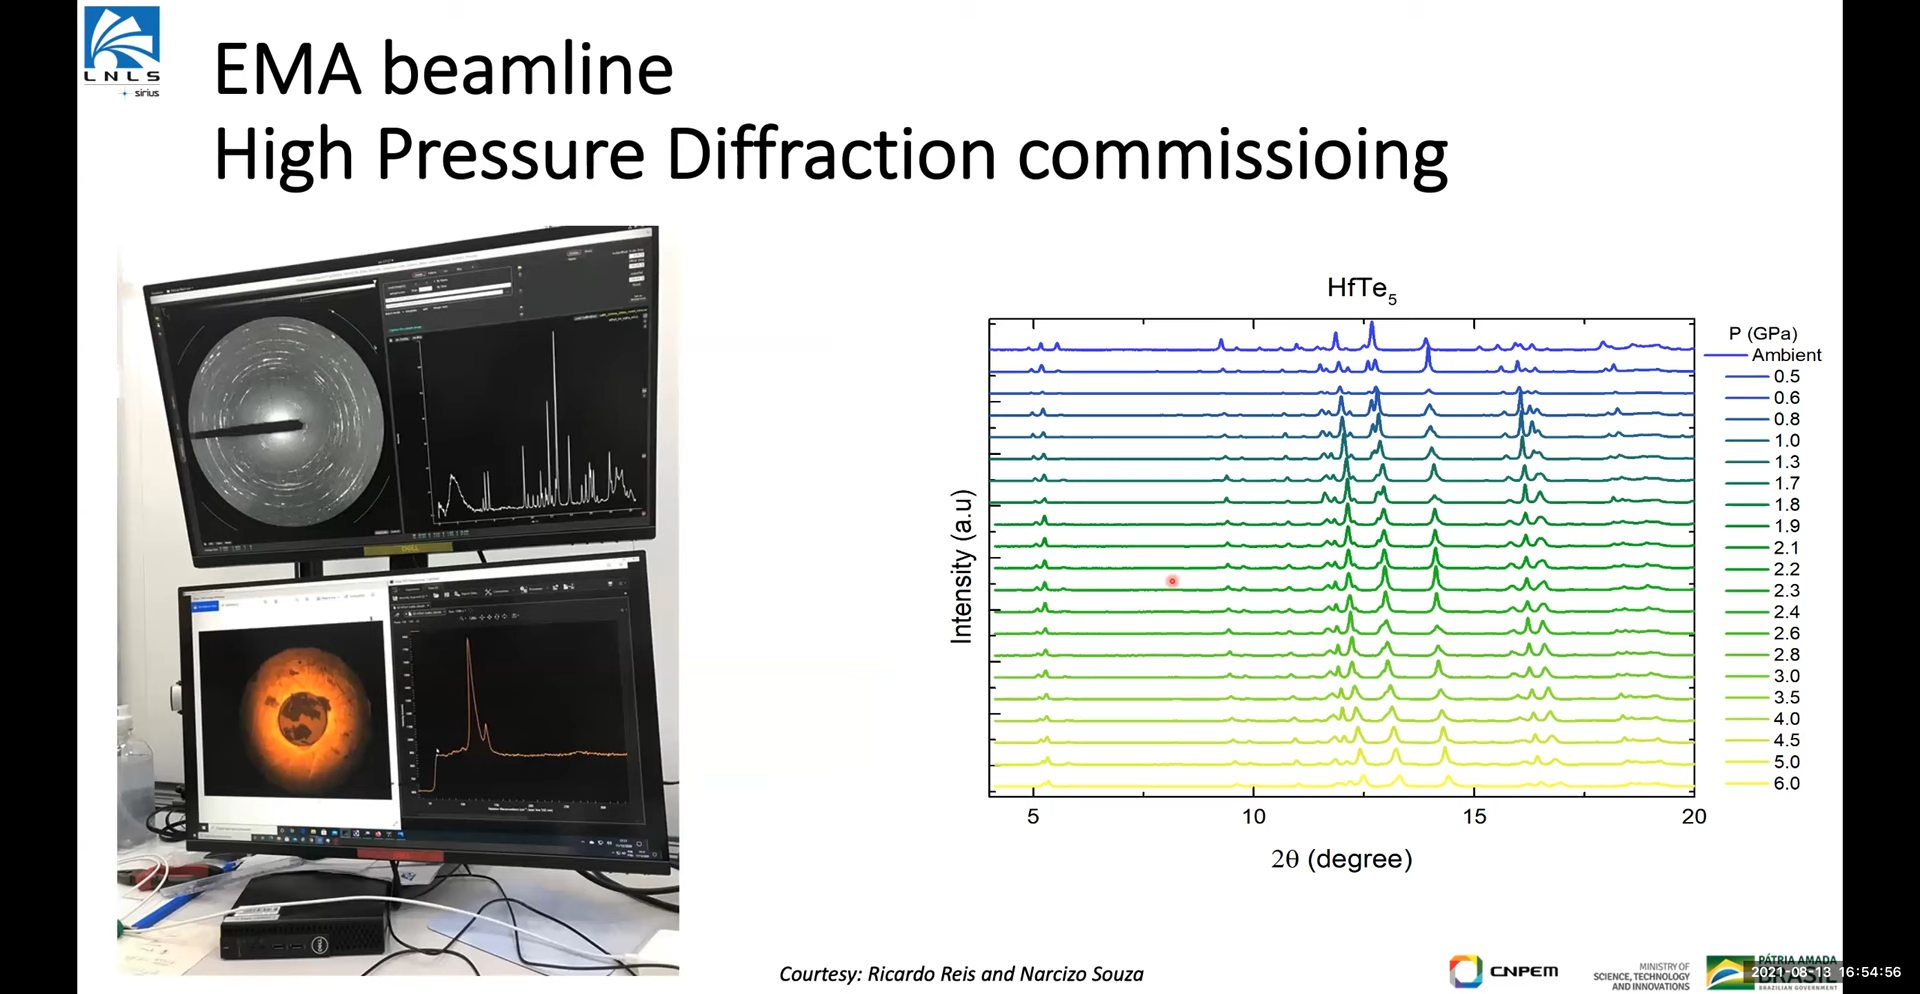 LNLS
sirius
EMA beamline
High Pressure Diffraction commissioing
DELL
HfTe5
P (GPa)
Ambient
0.5
0.6
0.8
1.0
1.3
1.7
1.8
1.9
2.1
2.2
2.3
2.4
2.6
2.8
3.0
3.5
4.0
4.5
5.0
6.0
Intensity (a.u)
5
10
15
20
2θ (degree)
Courtesy: Ricardo Reis and Narcizo Souza
CNPEM
MINISTRY OF
SCIENCE, TECHNOLOGY
AND INNOVATIONS
PÁTRIA AMADA
BRASIL
BRAZILIAN GOVERNMENT
2021-08-13 16:54:56